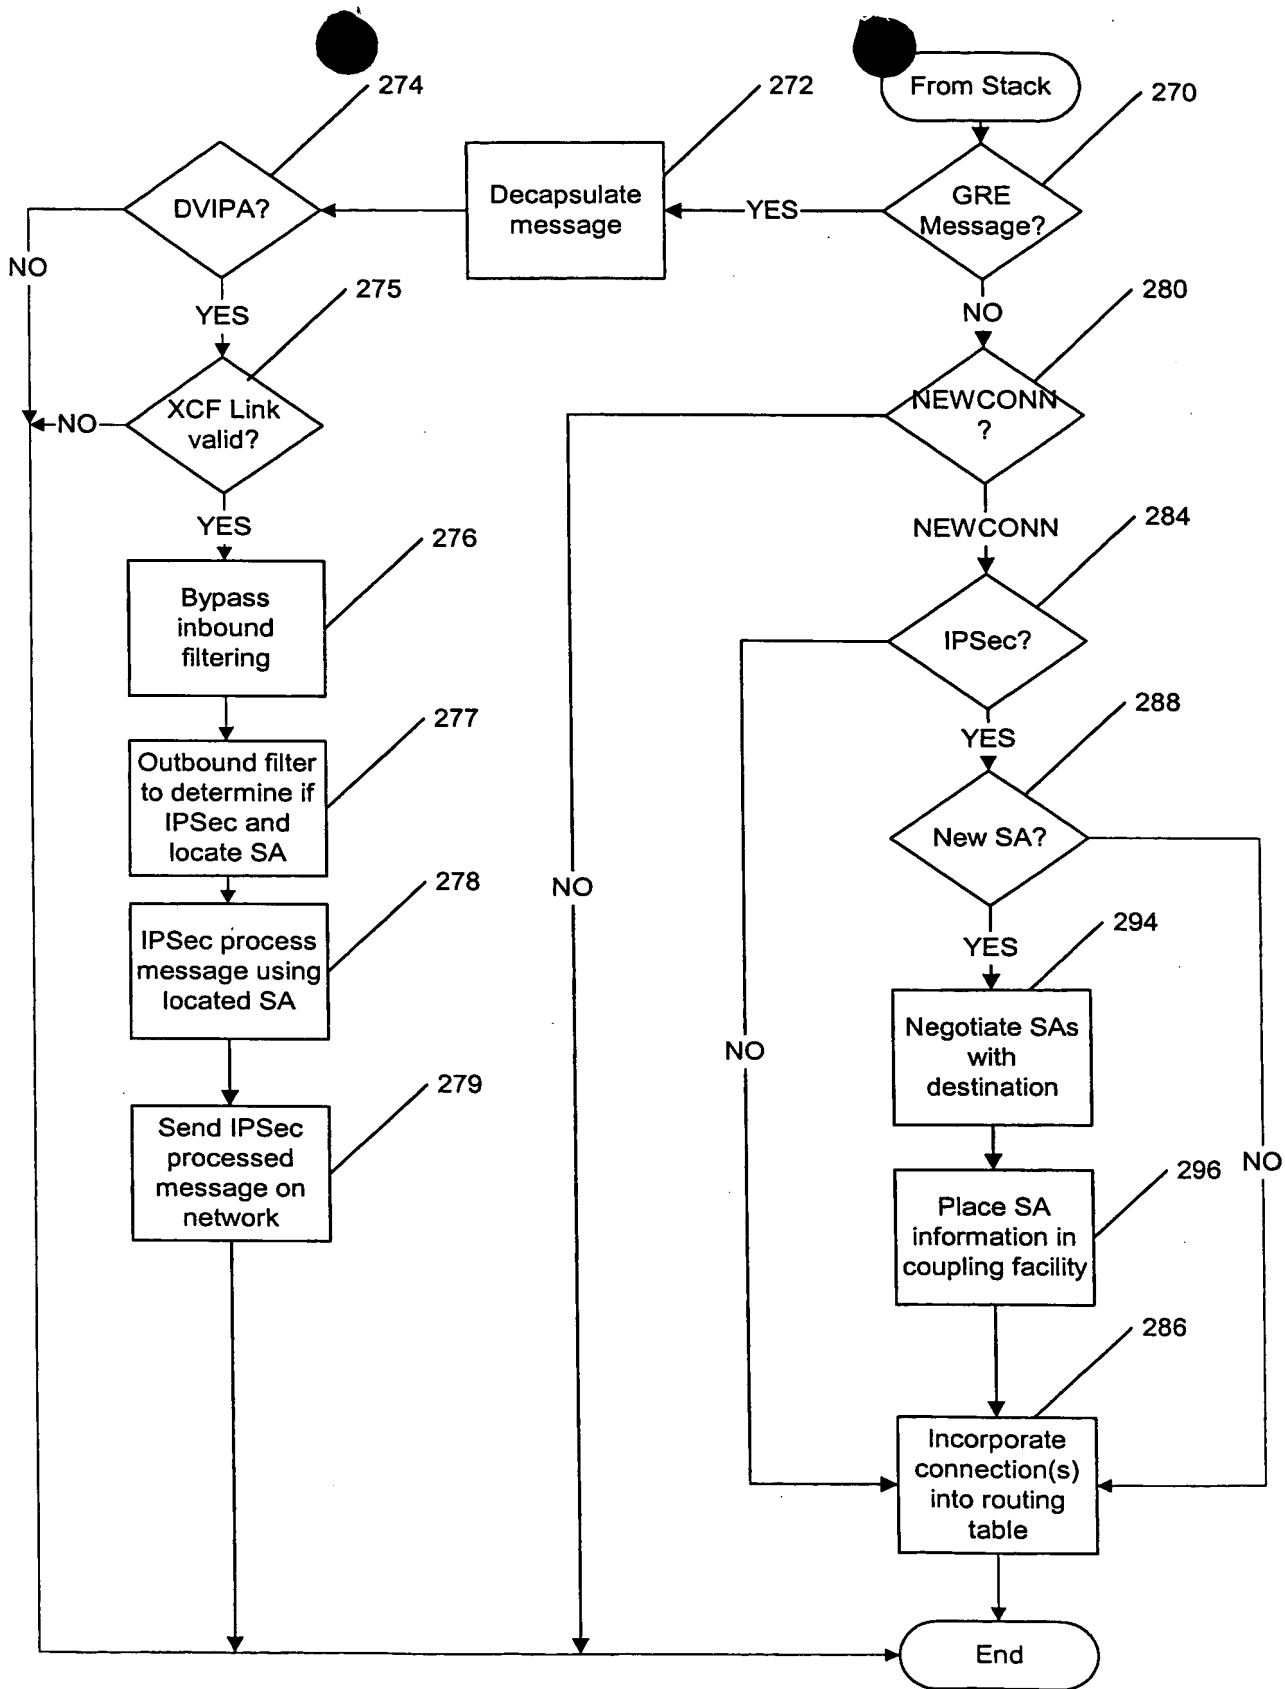 From Stack
274
272
270
DVIPA?
Decapsulate
message
YES
GRE
Message?
NO
YES
275
NO
280
XCF Link
valid?
NO
NEWCONN
?
YES
276
NEWCONN
284
Bypass
inbound
filtering
IPSec?
277
YES
288
Outbound filter
to determine if
IPSec and
locate SA
New SA?
278
NO
YES
294
IPSec process
message using
located SA
NO
Negotiate SAs
with
destination
279
Send IPSec
processed
message on
network
296
NO
Place SA
information in
coupling facility
286
Incorporate
connection(s)
into routing
table
End